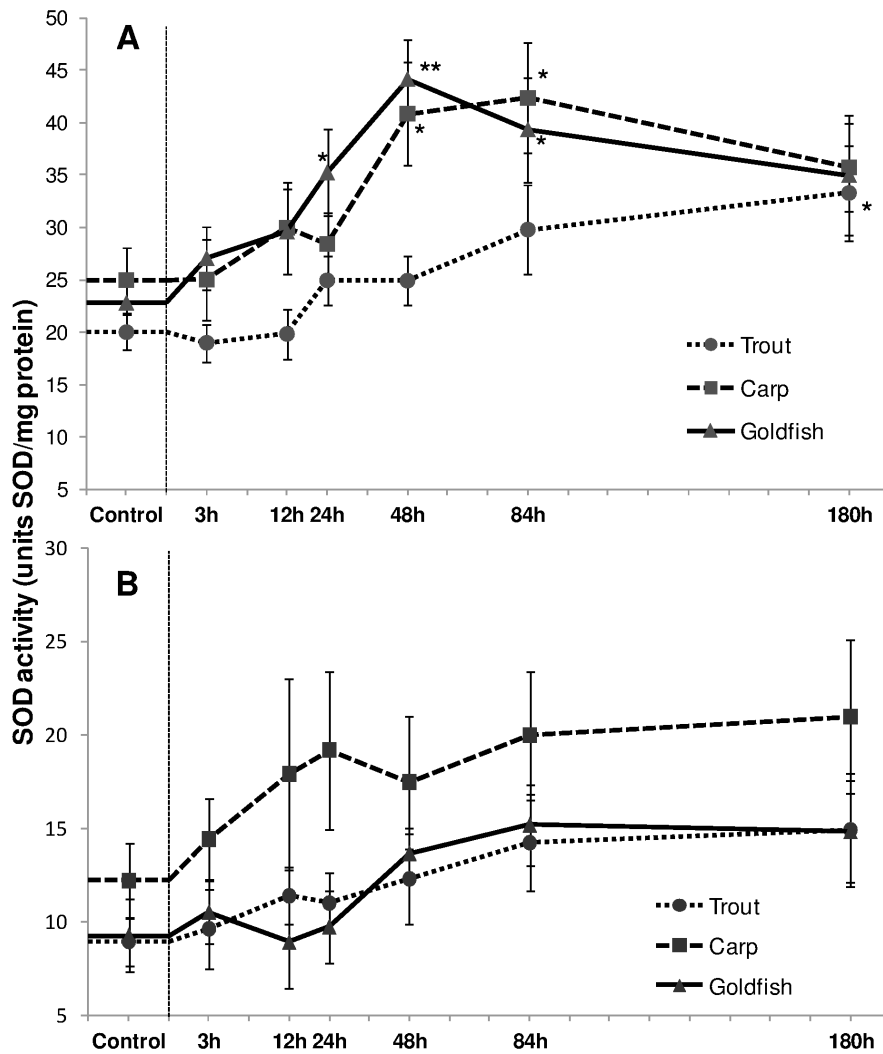 SOD activity (units SOD/mg protein)
A
50
45
40
35
30
25
20
15
10
5
**
*
*
*
*
*
Trout
Carp
Goldfish
Control 3h 12h 24h 48h 84h 180h
B
30
25
20
15
10
5
Trout
Carp
Goldfish
Control 3h 12h 24h 48h 84h 180h